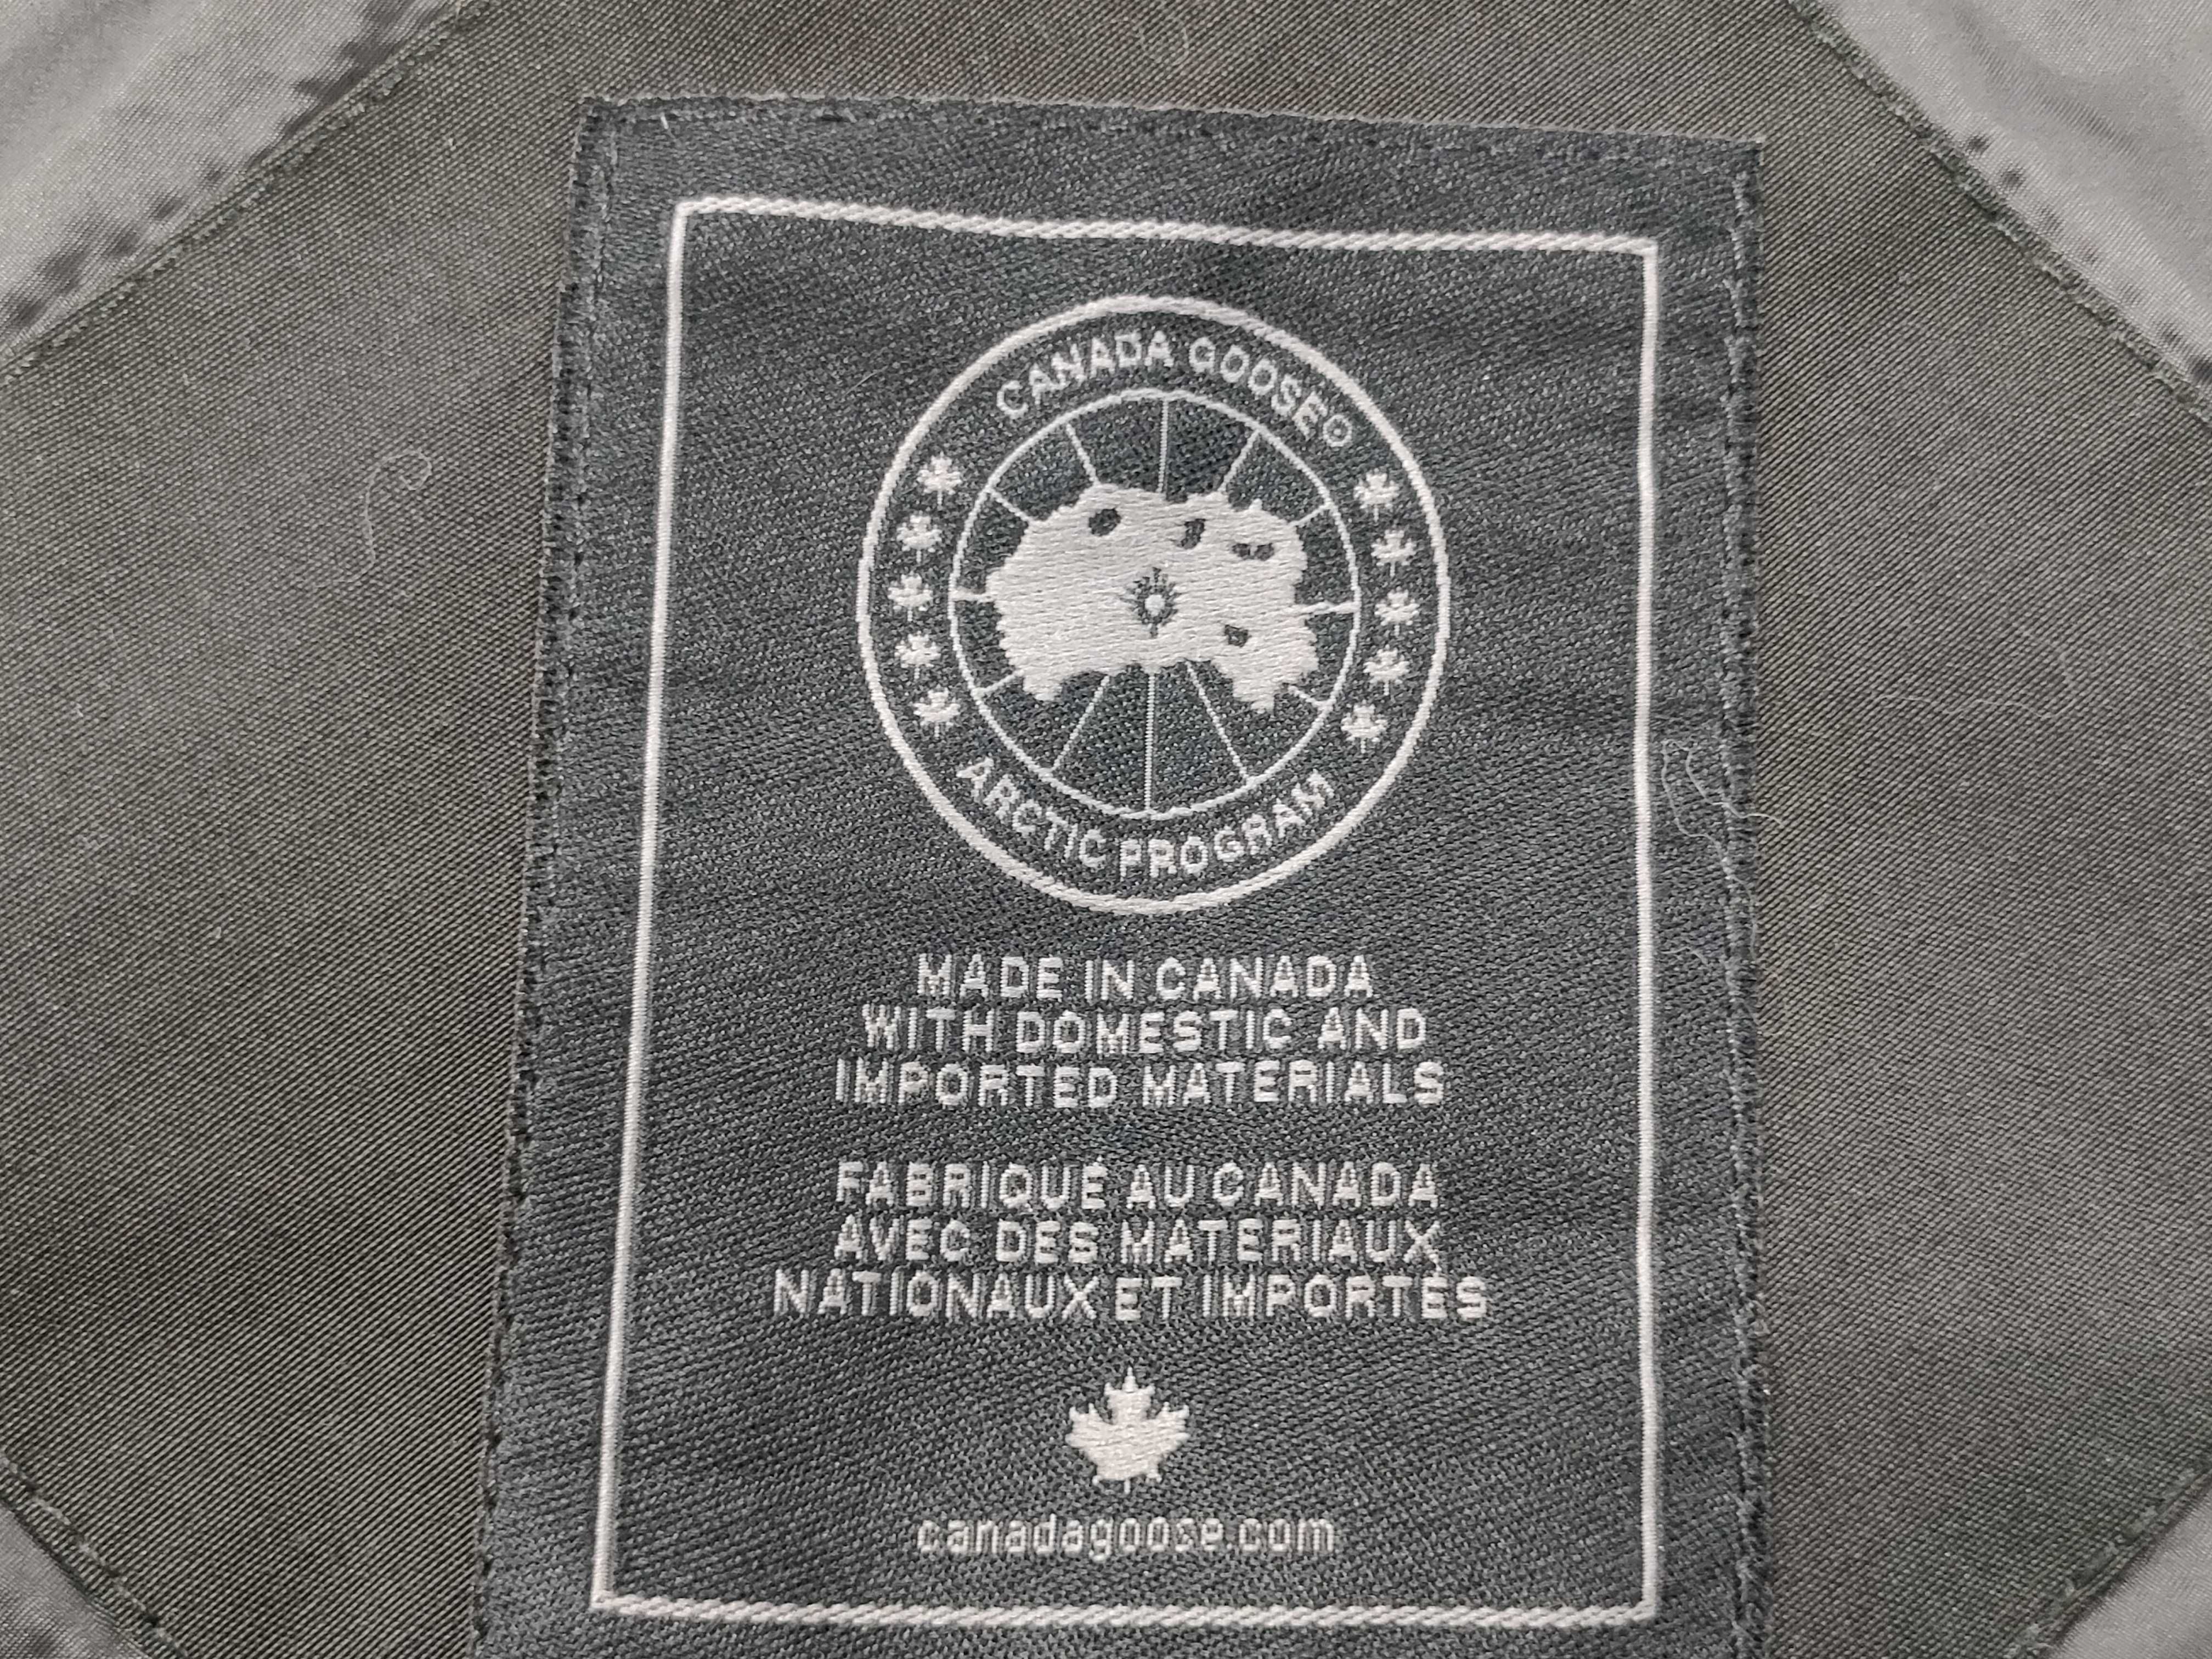 CANADA GOOSE®
ARCTIC PROGRAM
MADE IN CANADA
WITH DOMESTIC AND
IMPORTED MATERIALS
FABRIQUÉ AU CANADA
AVEC DES MATERIAUX
NATIONAUX ET IMPORTÉS
canadagoose.com